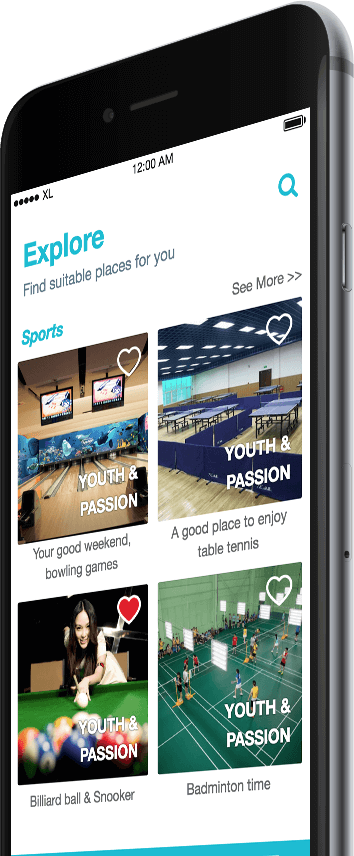 XL
12:00 AM
Explore
Find suitable places for you
See More >>
Sports
YOUTH &
PASSION
Your good weekend,
bowling games
YOUTH &
PASSION
A good place to enjoy
table tennis
YOUTH &
PASSION
Billiard ball & Snooker
YOUTH &
PASSION
Badminton time